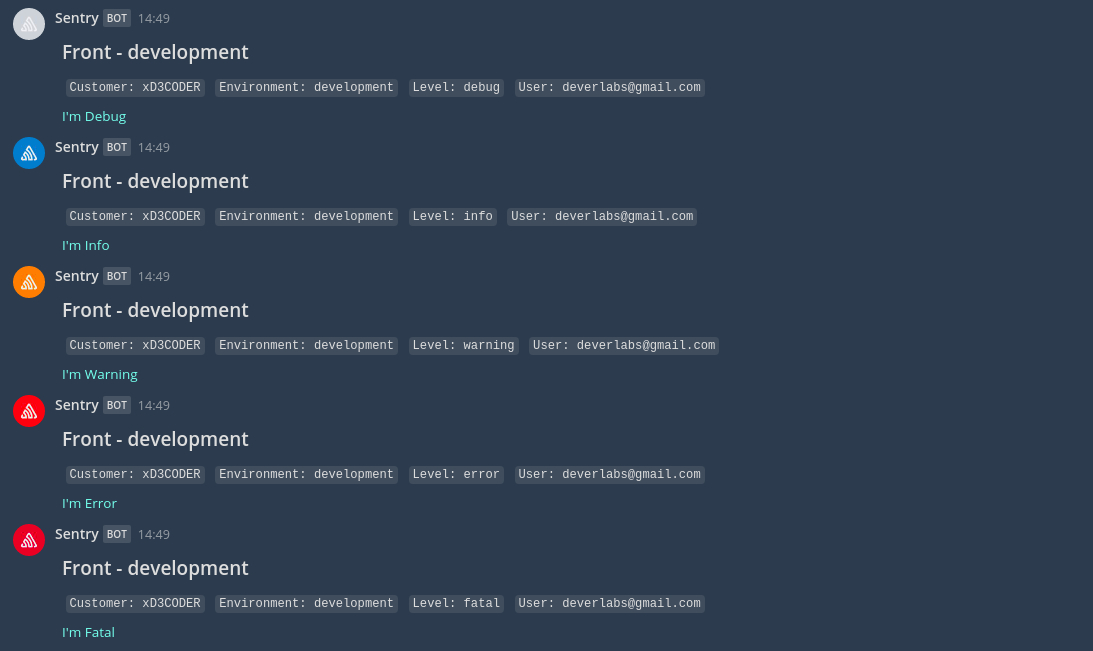 Sentry BOT 14:49
Front - development
Customer: xD3CODER Environment: development Level: debug User: deverlabs@gmail.com
I'm Debug
Sentry BOT 14:49
Front - development
Customer: xD3CODER Environment: development Level: info User: deverlabs@gmail.com
I'm Info
Sentry BOT 14:49
Front - development
Customer: xD3CODER Environment: development Level: warning User: deverlabs@gmail.com
I'm Warning
Sentry BOT 14:49
Front - development
Customer: xD3CODER Environment: development Level: error User: deverlabs@gmail.com
I'm Error
Sentry BOT 14:49
Front - development
Customer: xD3CODER Environment: development Level: fatal User: deverlabs@gmail.com
I'm Fatal